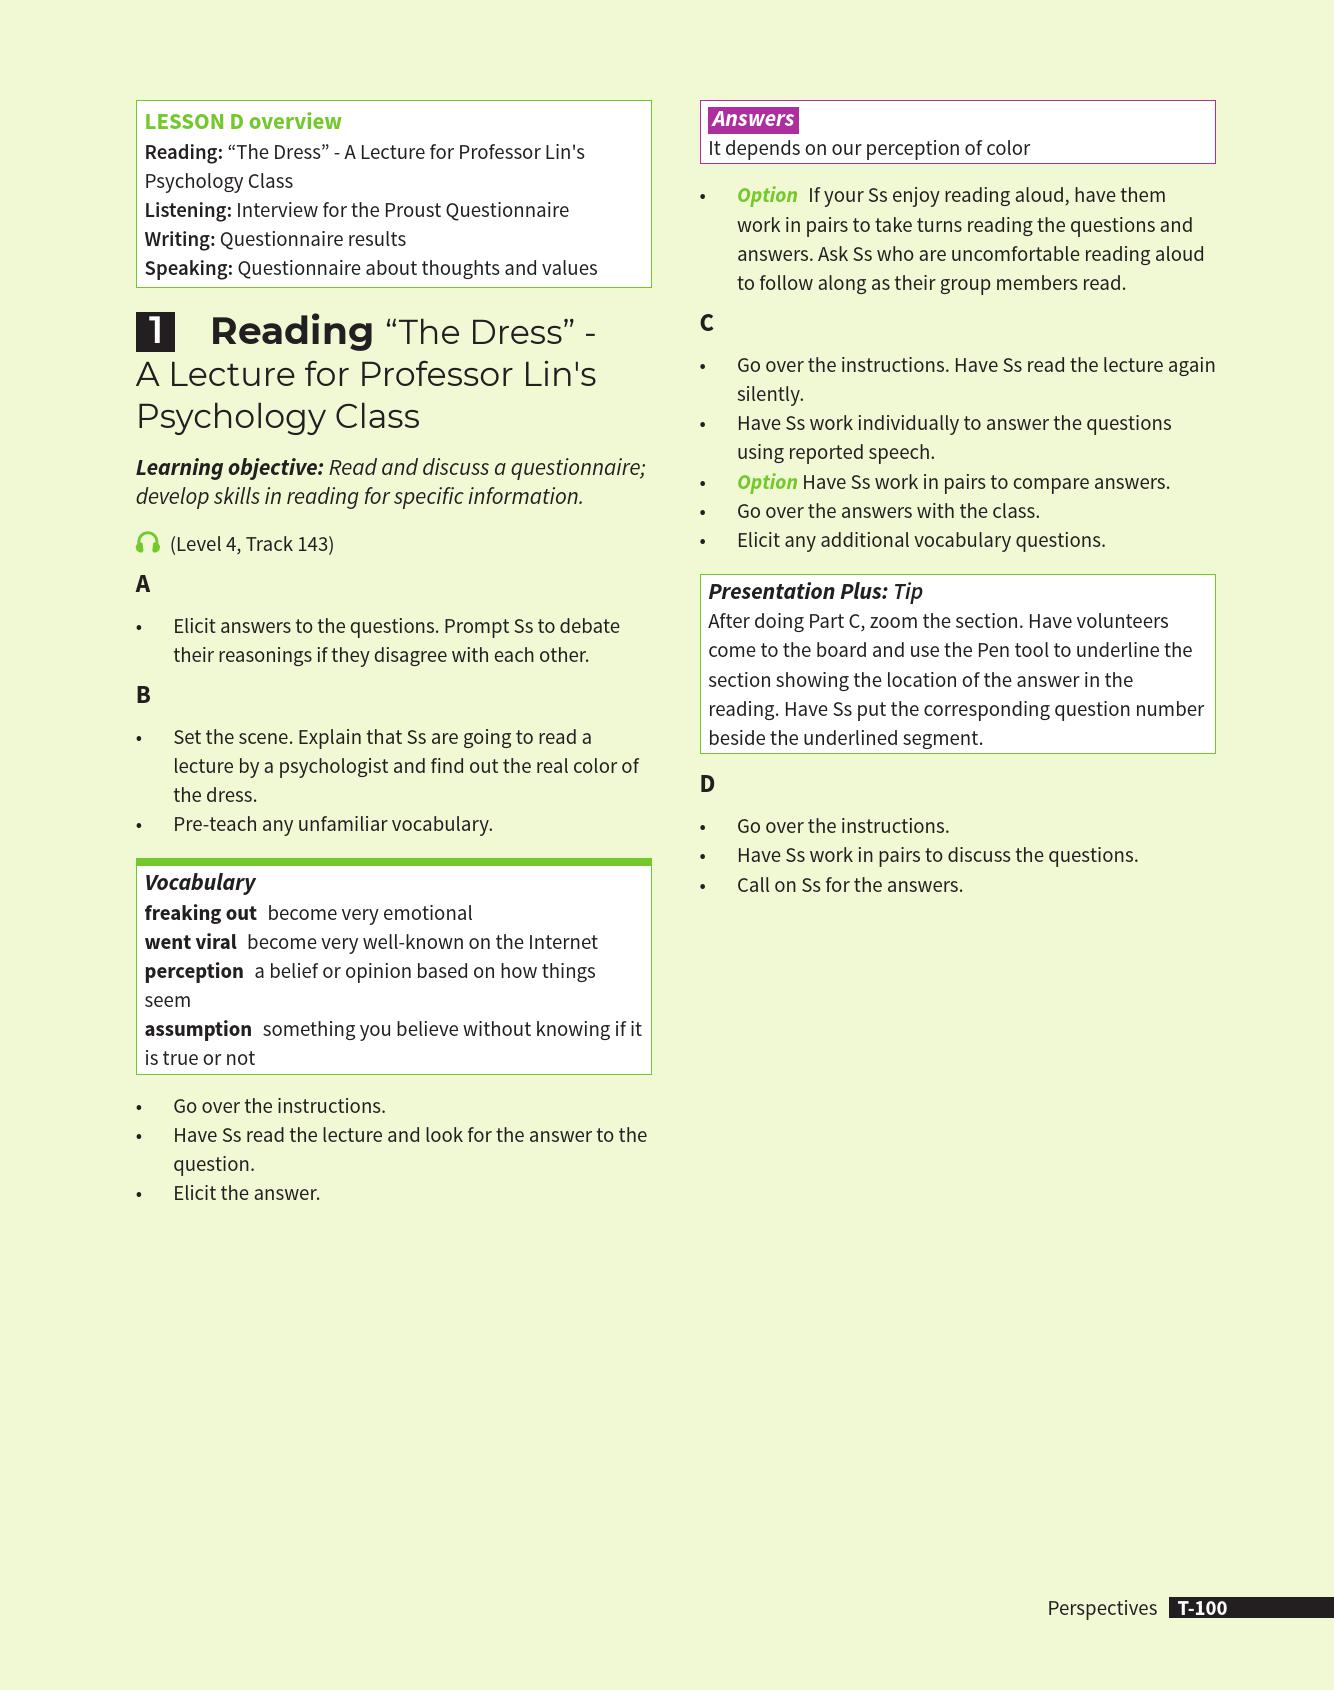 LESSON D overview
Reading: “The Dress” - A Lecture for Professor Lin's
Psychology Class
Listening: Interview for the Proust Questionnaire
Writing: Questionnaire results
Speaking: Questionnaire about thoughts and values
1 Reading “The Dress” -
A Lecture for Professor Lin's
Psychology Class
Learning objective: Read and discuss a questionnaire;
develop skills in reading for specific information.
(Level 4, Track 143)
A
• Elicit answers to the questions. Prompt Ss to debate
their reasonings if they disagree with each other.
B
• Set the scene. Explain that Ss are going to read a
lecture by a psychologist and find out the real color of
the dress.
• Pre-teach any unfamiliar vocabulary.
Vocabulary
freaking out become very emotional
went viral become very well-known on the Internet
perception a belief or opinion based on how things
seem
assumption something you believe without knowing if it
is true or not
• Go over the instructions.
• Have Ss read the lecture and look for the answer to the
question.
• Elicit the answer.
Answers
It depends on our perception of color
• Option If your Ss enjoy reading aloud, have them
work in pairs to take turns reading the questions and
answers. Ask Ss who are uncomfortable reading aloud
to follow along as their group members read.
C
• Go over the instructions. Have Ss read the lecture again
silently.
• Have Ss work individually to answer the questions
using reported speech.
• Option Have Ss work in pairs to compare answers.
• Go over the answers with the class.
• Elicit any additional vocabulary questions.
Presentation Plus: Tip
After doing Part C, zoom the section. Have volunteers
come to the board and use the Pen tool to underline the
section showing the location of the answer in the
reading. Have Ss put the corresponding question number
beside the underlined segment.
D
• Go over the instructions.
• Have Ss work in pairs to discuss the questions.
• Call on Ss for the answers.
Perspectives T-100